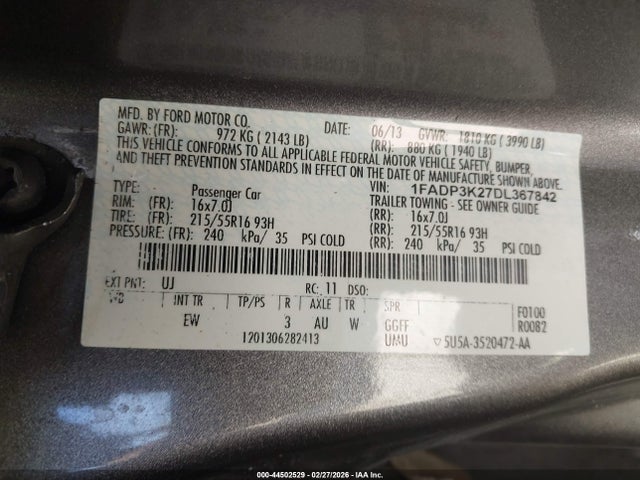 MFD. BY FORD MOTOR CO.
DATE: 06/13 GVWR: 1810 KG ( 3990 LB)
GAWR: (FR): 972 KG ( 2143 LB) (RR): 880 KG ( 1940 LB)
THIS VEHICLE CONFORMS TO ALL APPLICABLE FEDERAL MOTOR VEHICLE SAFETY, BUMPER,
AND THEFT PREVENTION STANDARDS IN EFFECT ON THE DATE OF MANUFACTURE SHOWN ABOVE.
VIN: 1FADP3K27DL367842
TYPE: Passenger Car TRAILER TOWING - SEE OWNER GUIDE
RIM: (FR): 16x7.0J (RR): 16x7.0J
TIRE: (FR): 215/55R16 93H (RR): 215/55R16 93H
PRESSURE: (FR): 240 kPa/ 35 PSI COLD (RR): 240 kPa/ 35 PSI COLD
EXT PNT: UJ RC: 11 DSO:
WB INT TR TP/PS R AXLE TR SPR
EW 3 AU W GGFF F0100
UMU R0082
1201306282413 ▽5U5A-3520472-AA
000-44502529 - 02/27/2026 - IAA Inc.